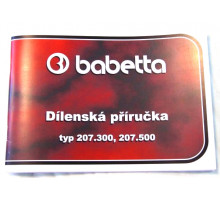 babetta
Dílenská příručka
typ 207.300, 207.500